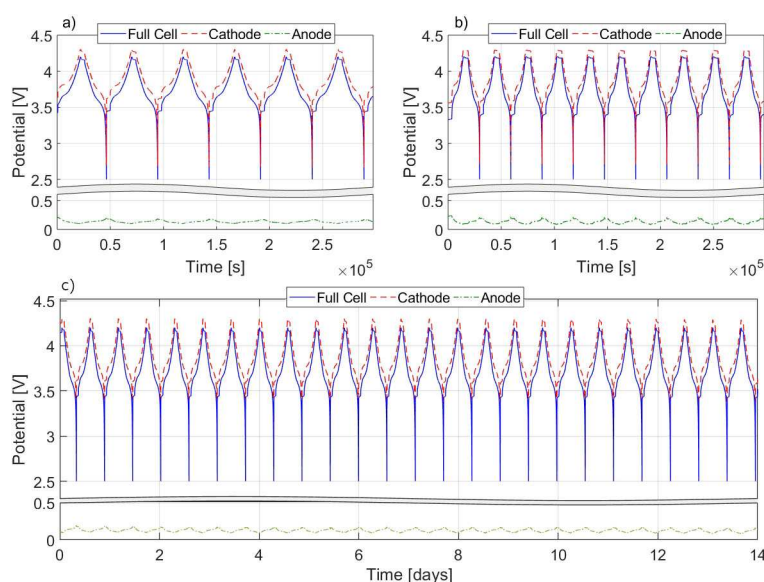 a)
Full Cell Cathode Anode
4.5
4
3.5
3
2.5
0.5
0
Potential [V]
0 0.5 1 1.5 2 2.5
×10⁵
Time [s]
b)
Full Cell Cathode Anode
4.5
4
3.5
3
2.5
0.5
0
Potential [V]
0 0.5 1 1.5 2 2.5
×10⁵
Time [s]
c)
Full Cell Cathode Anode
4.5
4
3.5
3
2.5
0.5
0
Potential [V]
0 2 4 6 8 10 12 14
Time [days]